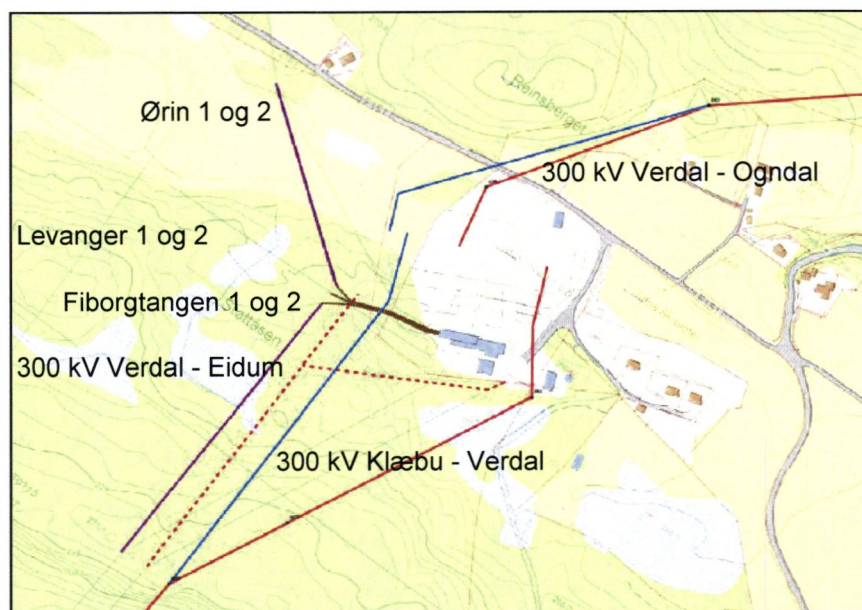 Reinsberget
Ørin 1 og 2
300 kV Verdal - Ogndal
Levanger 1 og 2
Fiborgtangen 1 og 2
300 kV Verdal - Eidum
300 kV Klæbu - Verdal